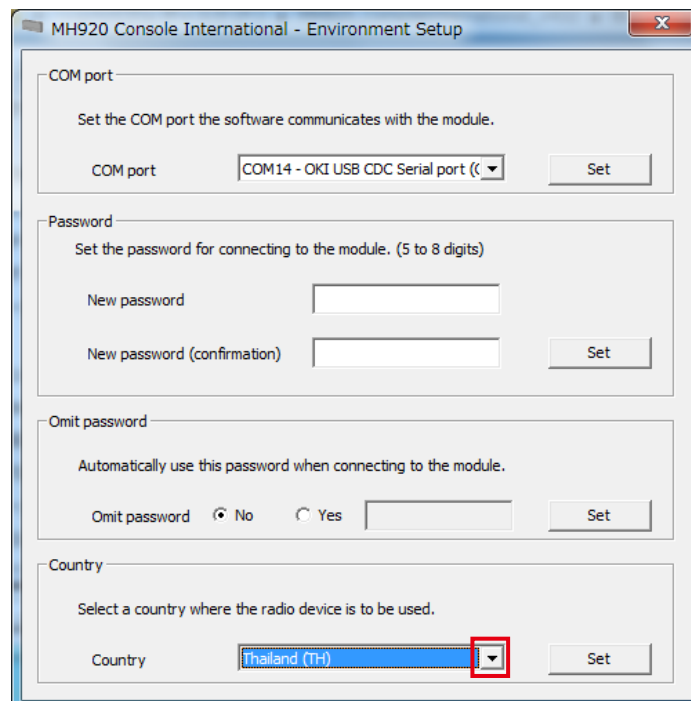 MH920 Console International - Environment Setup
COM port
Set the COM port the software communicates with the module.
COM port COM14 - OKI USB CDC Serial port (( Set
Password
Set the password for connecting to the module. (5 to 8 digits)
New password
New password (confirmation) Set
Omit password
Automatically use this password when connecting to the module.
Omit password No Yes Set
Country
Select a country where the radio device is to be used.
Country Thailand (TH) Set